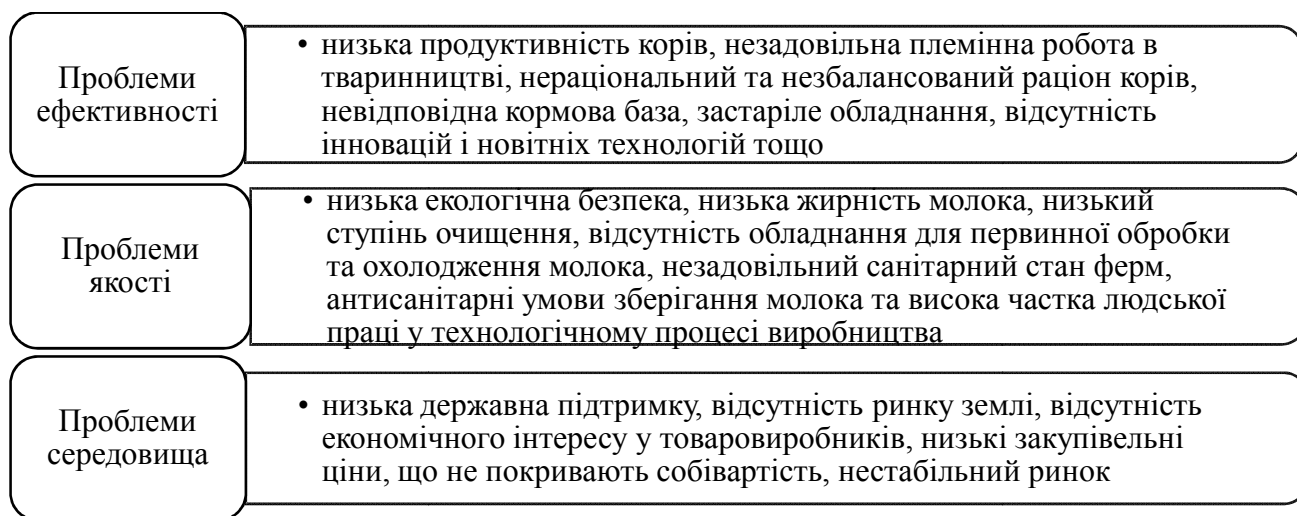 Проблеми
ефективності
• низька продуктивність корів, незадовільна племінна робота в
тваринництві, нераціональний та незбалансований раціон корів,
невідповідна кормова база, застаріле обладнання, відсутність
інновацій і новітніх технологій тощо
Проблеми
якості
• низька екологічна безпека, низька жирність молока, низький
ступінь очищення, відсутність обладнання для первинної обробки
та охолодження молока, незадовільний санітарний стан ферм,
антисанітарні умови зберігання молока та висока частка людської
праці у технологічному процесі виробництва
Проблеми
середовища
• низька державна підтримку, відсутність ринку землі, відсутність
економічного інтересу у товаровиробників, низькі закупівельні
ціни, що не покривають собівартість, нестабільний ринок